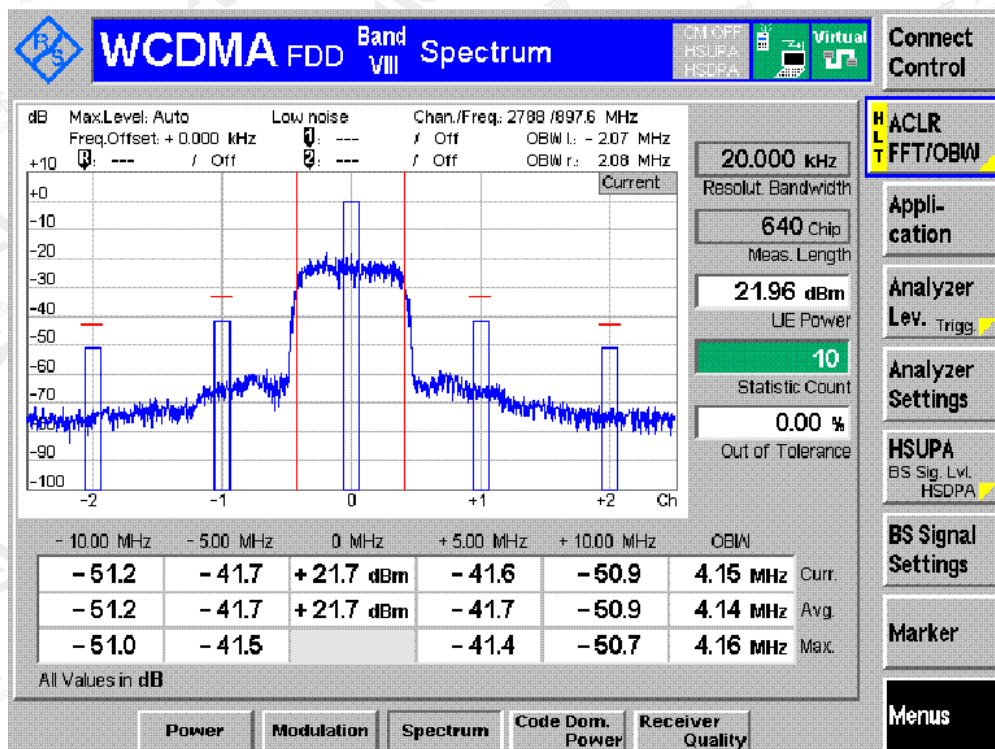 R S
WCDMA FDD Band VIII Spectrum
CM OFF
HSUPA
HSDPA
Virtual
Connect
Control
dB Max.Level: Auto Low noise Chan./Freq.: 2788 /897.6 MHz
Freq.Offset: + 0.000 kHz 1: --- / Off OBW l.: - 2.07 MHz
+10 R: --- / Off 2: --- / Off OBW r.: 2.08 MHz
Current
+0
-10
-20
-30
-40
-50
-60
-70
-80
-90
-100
-2 -1 0 +1 +2 Ch
20.000 kHz
Resolut. Bandwidth
640 Chip
Meas. Length
21.96 dBm
UE Power
10
Statistic Count
0.00 %
Out of Tolerance
- 10.00 MHz - 5.00 MHz 0 MHz + 5.00 MHz + 10.00 MHz OBW
- 51.2 - 41.7 + 21.7 dBm - 41.6 - 50.9 4.15 MHz Curr.
- 51.2 - 41.7 + 21.7 dBm - 41.7 - 50.9 4.14 MHz Avg.
- 51.0 - 41.5 - 41.4 - 50.7 4.16 MHz Max.
All Values in dB
HLT
ACLR
FFT/OBW
Appli-
cation
Analyzer
Lev. Trigg.
Analyzer
Settings
HSUPA
BS Sig. Lvl.
HSDPA
BS Signal
Settings
Marker
Menus
Power
Modulation
Spectrum
Code Dom.
Power
Receiver
Quality